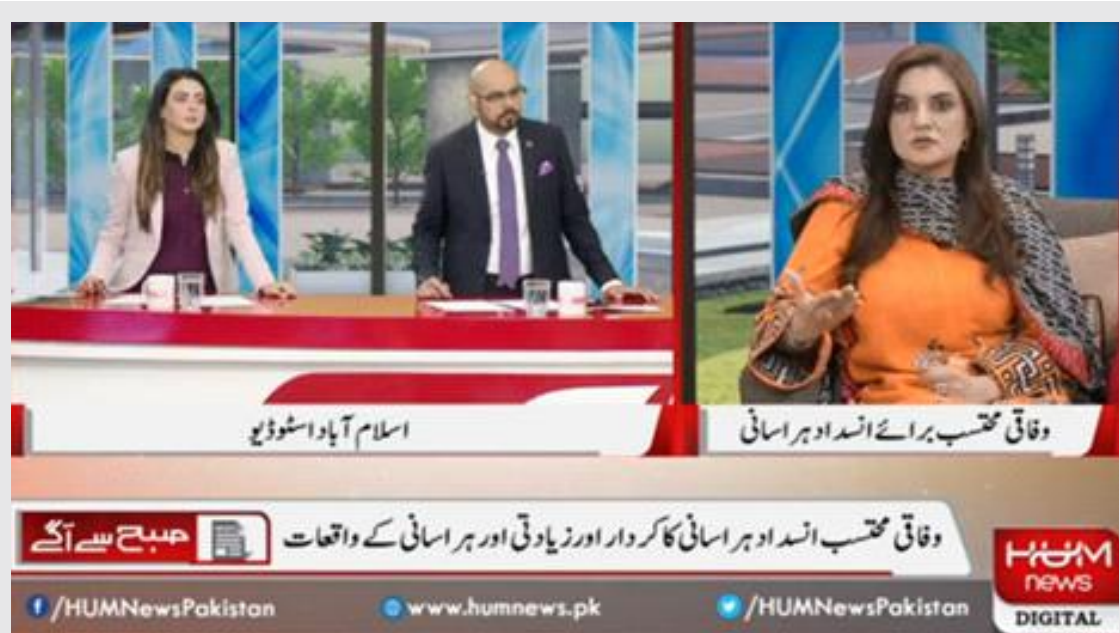 اسلام آباد اسٹوڈیو
وفاقی محتسب برائے انسداد ہراسانی
وفاقی محتسب انسداد ہراسانی کا کردار اور زیادتی اور ہراسانی کے واقعات
صبح سے آگے
HUM
news
DIGITAL
/HUMNewsPakistan
www.humnews.pk
/HUMNewsPakistan